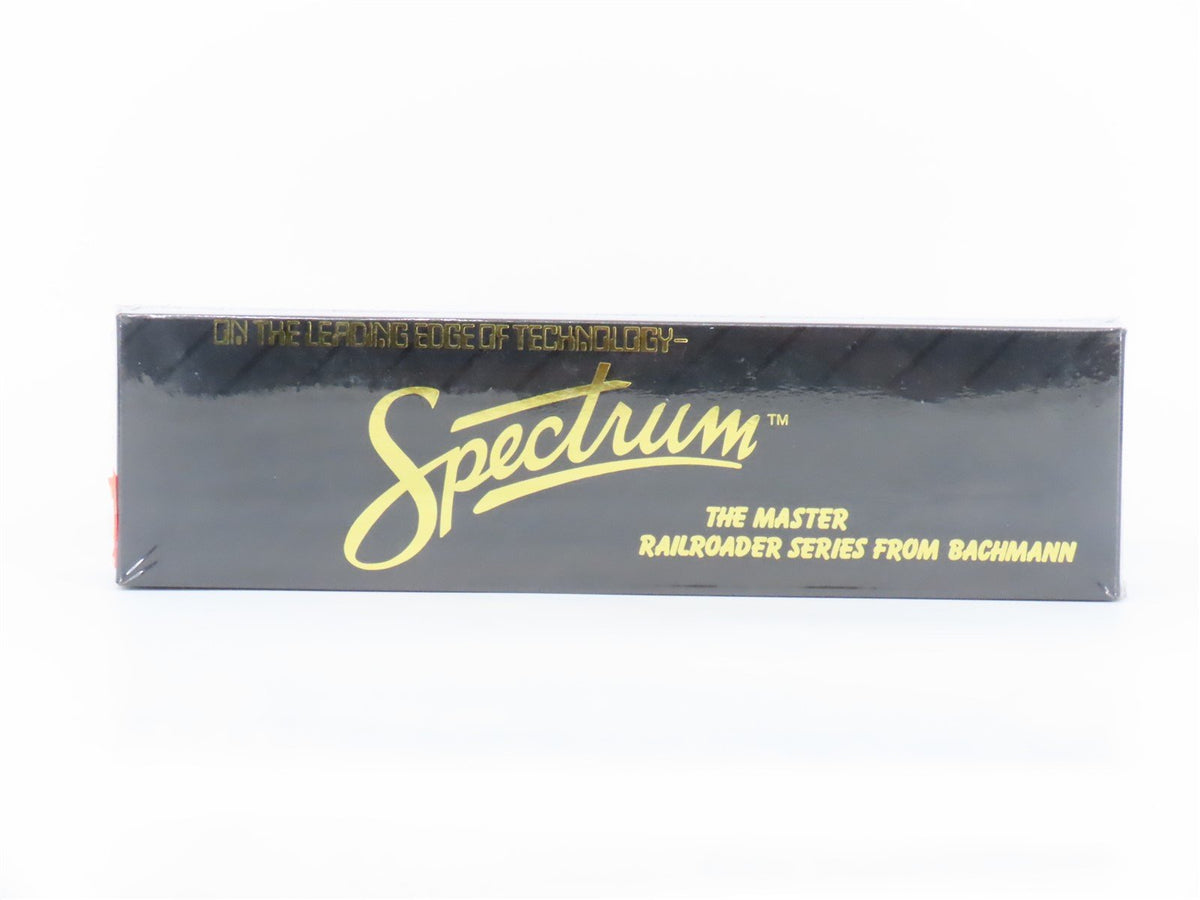 ON THE LEADING EDGE OF TECHNOLOGY–
Spectrum™
THE MASTER
RAILROADER SERIES FROM BACHMANN